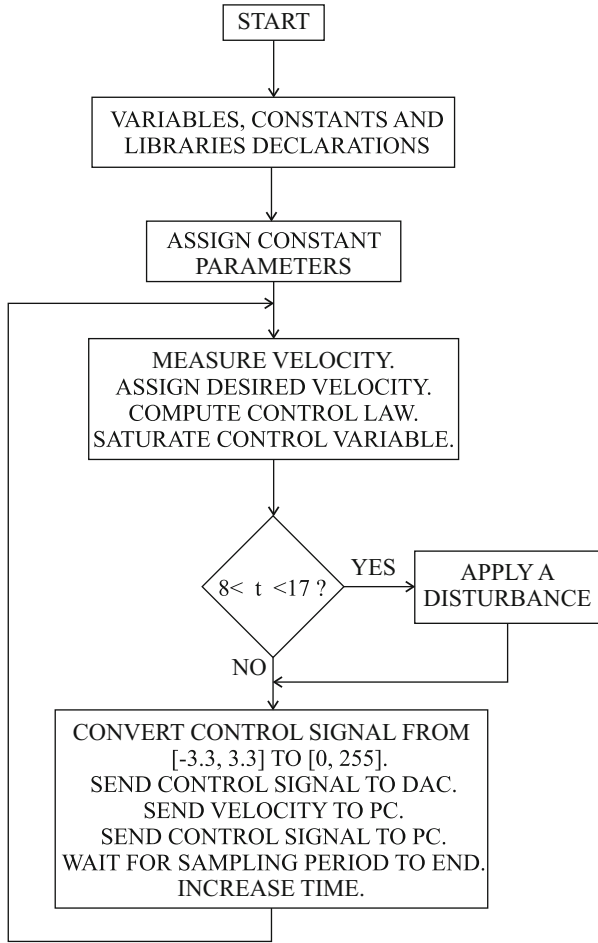 START
VARIABLES, CONSTANTS AND
LIBRARIES DECLARATIONS
ASSIGN CONSTANT
PARAMETERS
MEASURE VELOCITY.
ASSIGN DESIRED VELOCITY.
COMPUTE CONTROL LAW.
SATURATE CONTROL VARIABLE.
8< t <17 ?
YES
APPLY A
DISTURBANCE
NO
CONVERT CONTROL SIGNAL FROM
[-3.3, 3.3] TO [0, 255].
SEND CONTROL SIGNAL TO DAC.
SEND VELOCITY TO PC.
SEND CONTROL SIGNAL TO PC.
WAIT FOR SAMPLING PERIOD TO END.
INCREASE TIME.